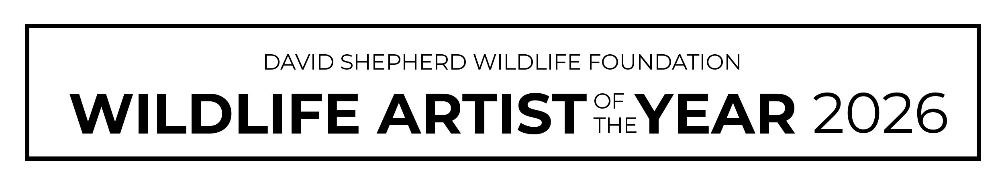 DAVID SHEPHERD WILDLIFE FOUNDATION
WILDLIFE ARTIST OF THE YEAR 2026